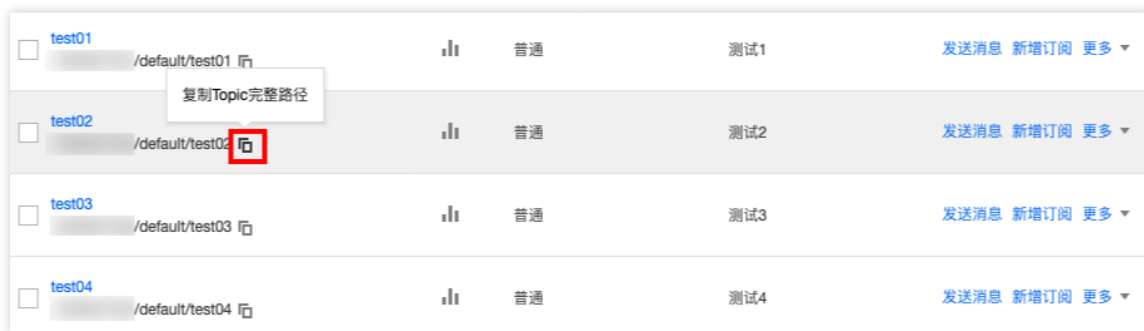 test01
普通 测试1 发送消息 新增订阅 更多
/default/test01
复制Topic完整路径
test02
普通 测试2 发送消息 新增订阅 更多
/default/test02
test03
普通 测试3 发送消息 新增订阅 更多
/default/test03
test04
普通 测试4 发送消息 新增订阅 更多
/default/test04